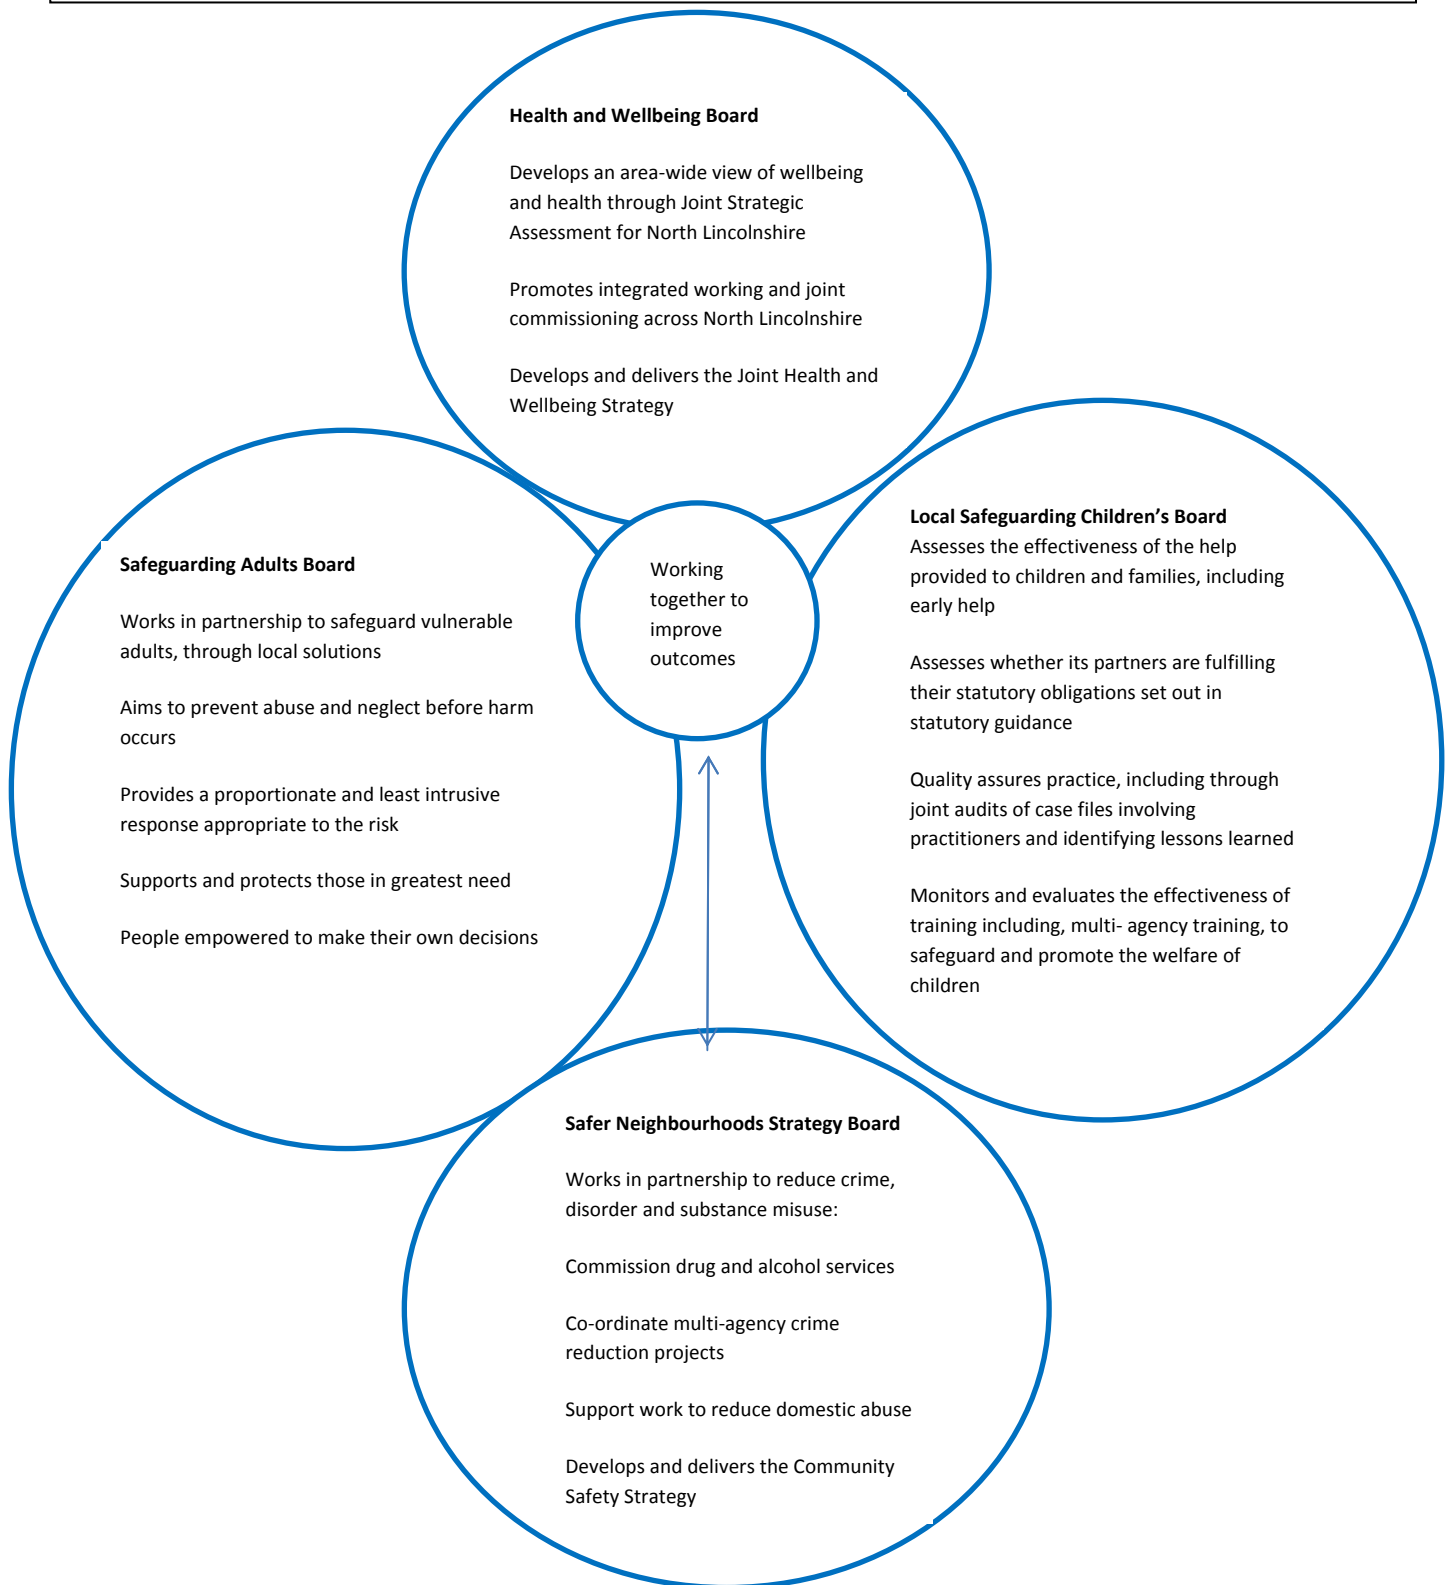 Health and Wellbeing Board
Develops an area-wide view of wellbeing
and health through Joint Strategic
Assessment for North Lincolnshire
Promotes integrated working and joint
commissioning across North Lincolnshire
Develops and delivers the Joint Health and
Wellbeing Strategy
Safeguarding Adults Board
Works in partnership to safeguard vulnerable
adults, through local solutions
Aims to prevent abuse and neglect before harm
occurs
Provides a proportionate and least intrusive
response appropriate to the risk
Supports and protects those in greatest need
People empowered to make their own decisions
Working
together to
improve
outcomes
Local Safeguarding Children’s Board
Assesses the effectiveness of the help
provided to children and families, including
early help
Assesses whether its partners are fulfilling
their statutory obligations set out in
statutory guidance
Quality assures practice, including through
joint audits of case files involving
practitioners and identifying lessons learned
Monitors and evaluates the effectiveness of
training including, multi- agency training, to
safeguard and promote the welfare of
children
Safer Neighbourhoods Strategy Board
Works in partnership to reduce crime,
disorder and substance misuse:
Commission drug and alcohol services
Co-ordinate multi-agency crime
reduction projects
Support work to reduce domestic abuse
Develops and delivers the Community
Safety Strategy